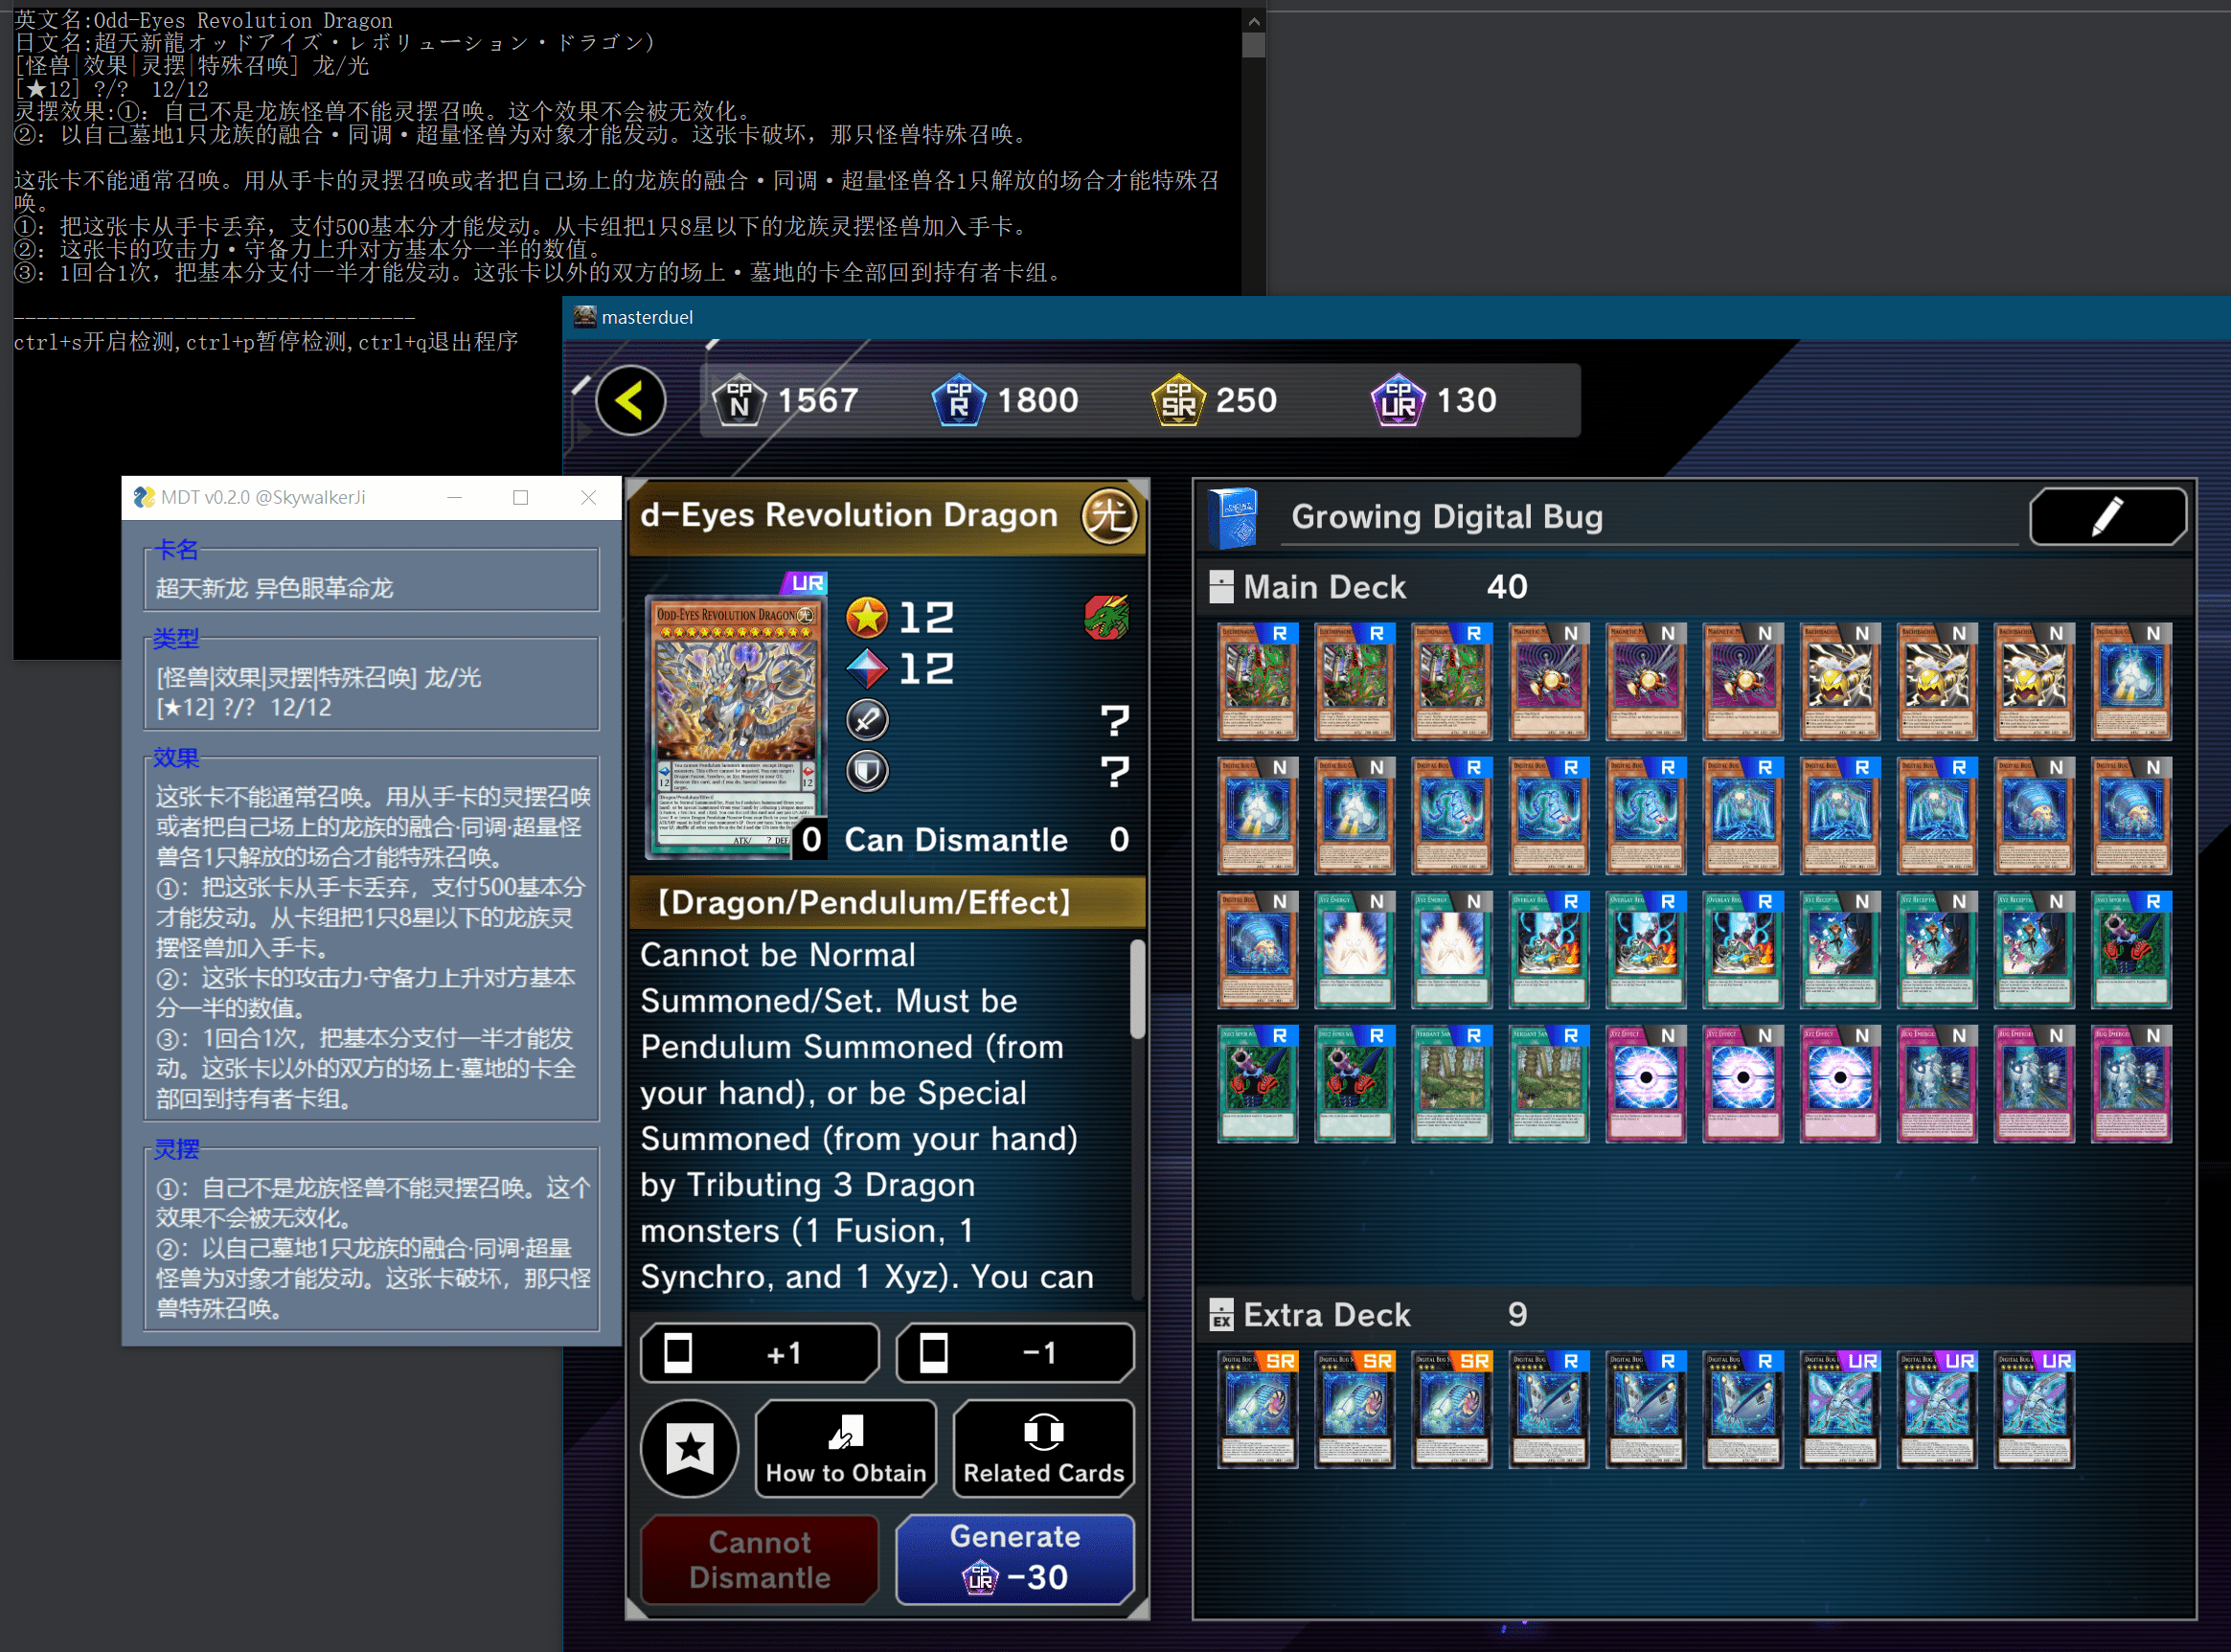 英文名:Odd-Eyes Revolution Dragon
日文名:超天新龍オッドアイズ・レボリューション・ドラゴン)
[怪兽|效果|灵摆|特殊召唤] 龙/光
[★12] ?/?  12/12
灵摆效果:①: 自己不是龙族怪兽不能灵摆召唤。这个效果不会被无效化。
②: 以自己墓地1只龙族的融合·同调·超量怪兽为对象才能发动。这张卡破坏, 那只怪兽特殊召唤。
这张卡不能通常召唤。用从手卡的灵摆召唤或者把自己场上的龙族的融合·同调·超量怪兽各1只解放的场合才能特殊召
唤。
①: 把这张卡从手卡丢弃, 支付500基本分才能发动。从卡组把1只8星以下的龙族灵摆怪兽加入手卡。
②: 这张卡的攻击力·守备力上升对方基本分一半的数值。
③: 1回合1次, 把基本分支付一半才能发动。这张卡以外的双方的场上·墓地的卡全部回到持有者卡组。
-----------------------------------
ctrl+s开启检测,ctrl+p暂停检测,ctrl+q退出程序
masterduel
CP N 1567
CP R 1800
CP SR 250
CP UR 130
MDT v0.2.0 @SkywalkerJi
卡名
超天新龙 异色眼革命龙
类型
[怪兽|效果|灵摆|特殊召唤] 龙/光
[★12] ?/?  12/12
效果
这张卡不能通常召唤。用从手卡的灵摆召唤
或者把自己场上的龙族的融合·同调·超量怪
兽各1只解放的场合才能特殊召唤。
①: 把这张卡从手卡丢弃, 支付500基本分
才能发动。从卡组把1只8星以下的龙族灵
摆怪兽加入手卡。
②: 这张卡的攻击力·守备力上升对方基本
分一半的数值。
③: 1回合1次, 把基本分支付一半才能发
动。这张卡以外的双方的场上·墓地的卡全
部回到持有者卡组。
灵摆
①: 自己不是龙族怪兽不能灵摆召唤。这个
效果不会被无效化。
②: 以自己墓地1只龙族的融合·同调·超量
怪兽为对象才能发动。这张卡破坏, 那只怪
兽特殊召唤。
d-Eyes Revolution Dragon
光
UR
ODD-EYES REVOLUTION DRAGON
12
12
?
?
0
Can Dismantle 0
【Dragon/Pendulum/Effect】
Cannot be Normal
Summoned/Set. Must be
Pendulum Summoned (from
your hand), or be Special
Summoned (from your hand)
by Tributing 3 Dragon
monsters (1 Fusion, 1
Synchro, and 1 Xyz). You can
+1
-1
How to Obtain
Related Cards
Cannot
Dismantle
Generate
CP UR -30
Growing Digital Bug
Main Deck 40
R R R N N N N N N N
N N R R R R R R N N
N N N R R R N N N R
R R R R N N N N N N
EX Extra Deck 9
SR SR SR R R R UR UR UR